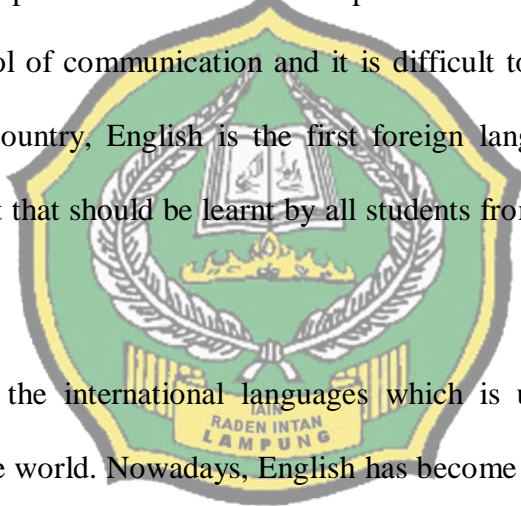 ol of communication and it is difficult to
ountry, English is the first foreign lang
t that should be learnt by all students from
the international languages which is u
IAIN
RADEN INTAN
LAMPUNG
e world. Nowadays, English has become